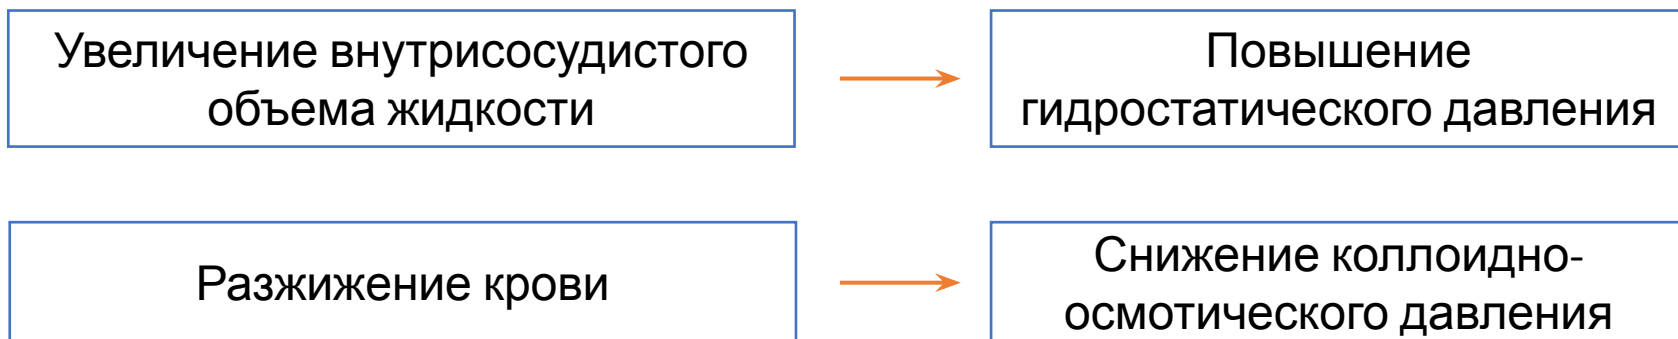 Увеличение внутрисосудистого
объема жидкости
Повышение
гидростатического давления
Разжижение крови
Снижение коллоидно-
осмотического давления